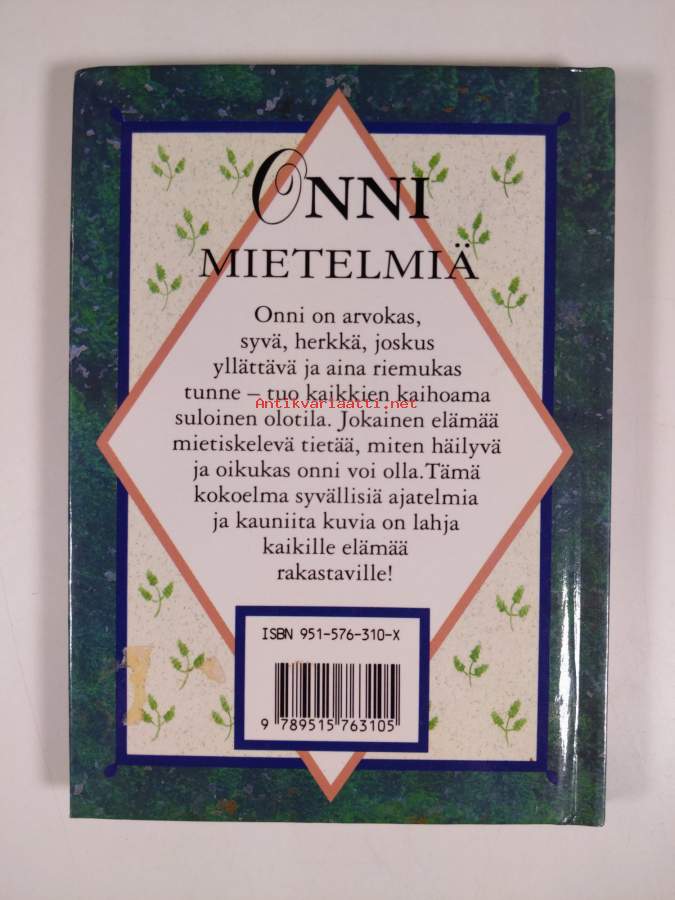 ONNI
MIETELMIÄ
Onni on arvokas,
syvä, herkkä, joskus
yllättävä ja aina riemukas
tunne – tuo kaikkien kaihoama
Antikvariaatti.net
suloinen olotila. Jokainen elämää
mietiskelevä tietää, miten häilyvä
ja oikukas onni voi olla.Tämä
kokoelma syvällisiä ajatelmia
ja kauniita kuvia on lahja
kaikille elämää
rakastaville!
ISBN 951-576-310-X
9 789515 763105